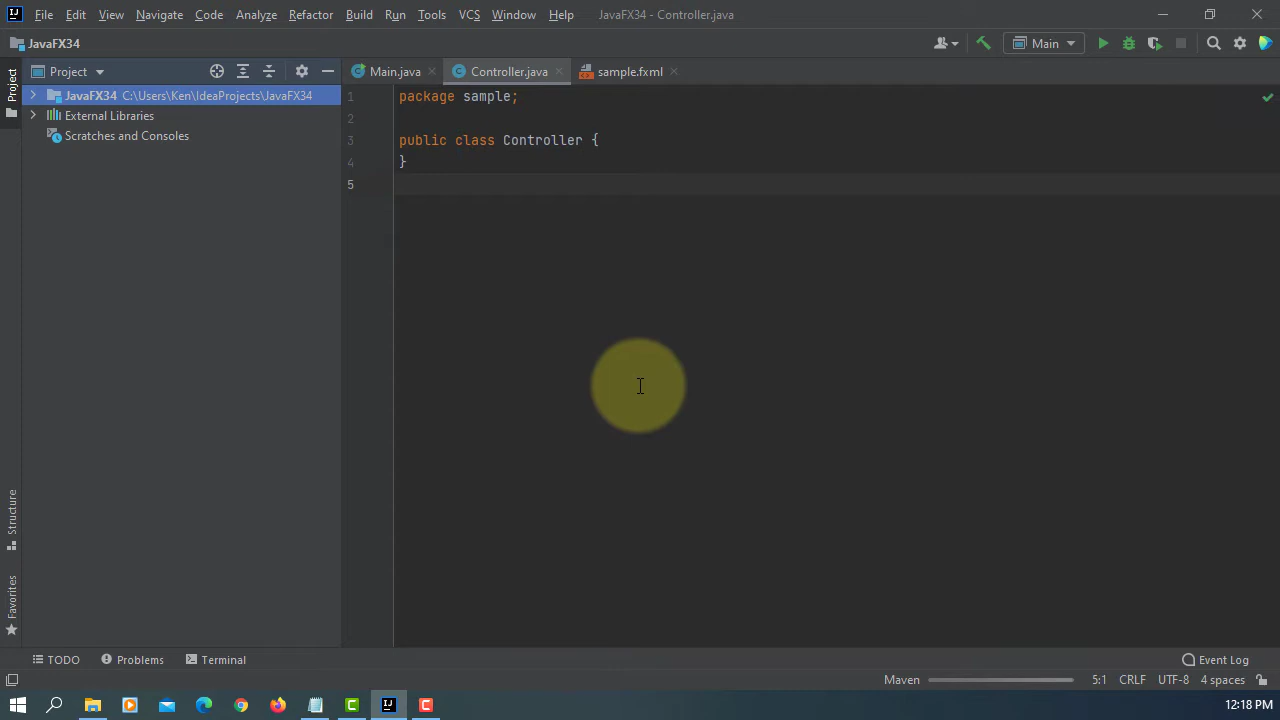 File Edit View Navigate Code Analyze Refactor Build Run Tools VCS Window Help JavaFX34 - Controller.java
JavaFX34
Main
Project
Main.java
Controller.java
sample.fxml
Project
JavaFX34 C:\Users\Ken\IdeaProjects\JavaFX34
External Libraries
Scratches and Consoles
1 package sample;
2
3 public class Controller {
4 }
5
Structure
Favorites
TODO
Problems
Terminal
Event Log
Maven
5:1 CRLF UTF-8 4 spaces
12:18 PM